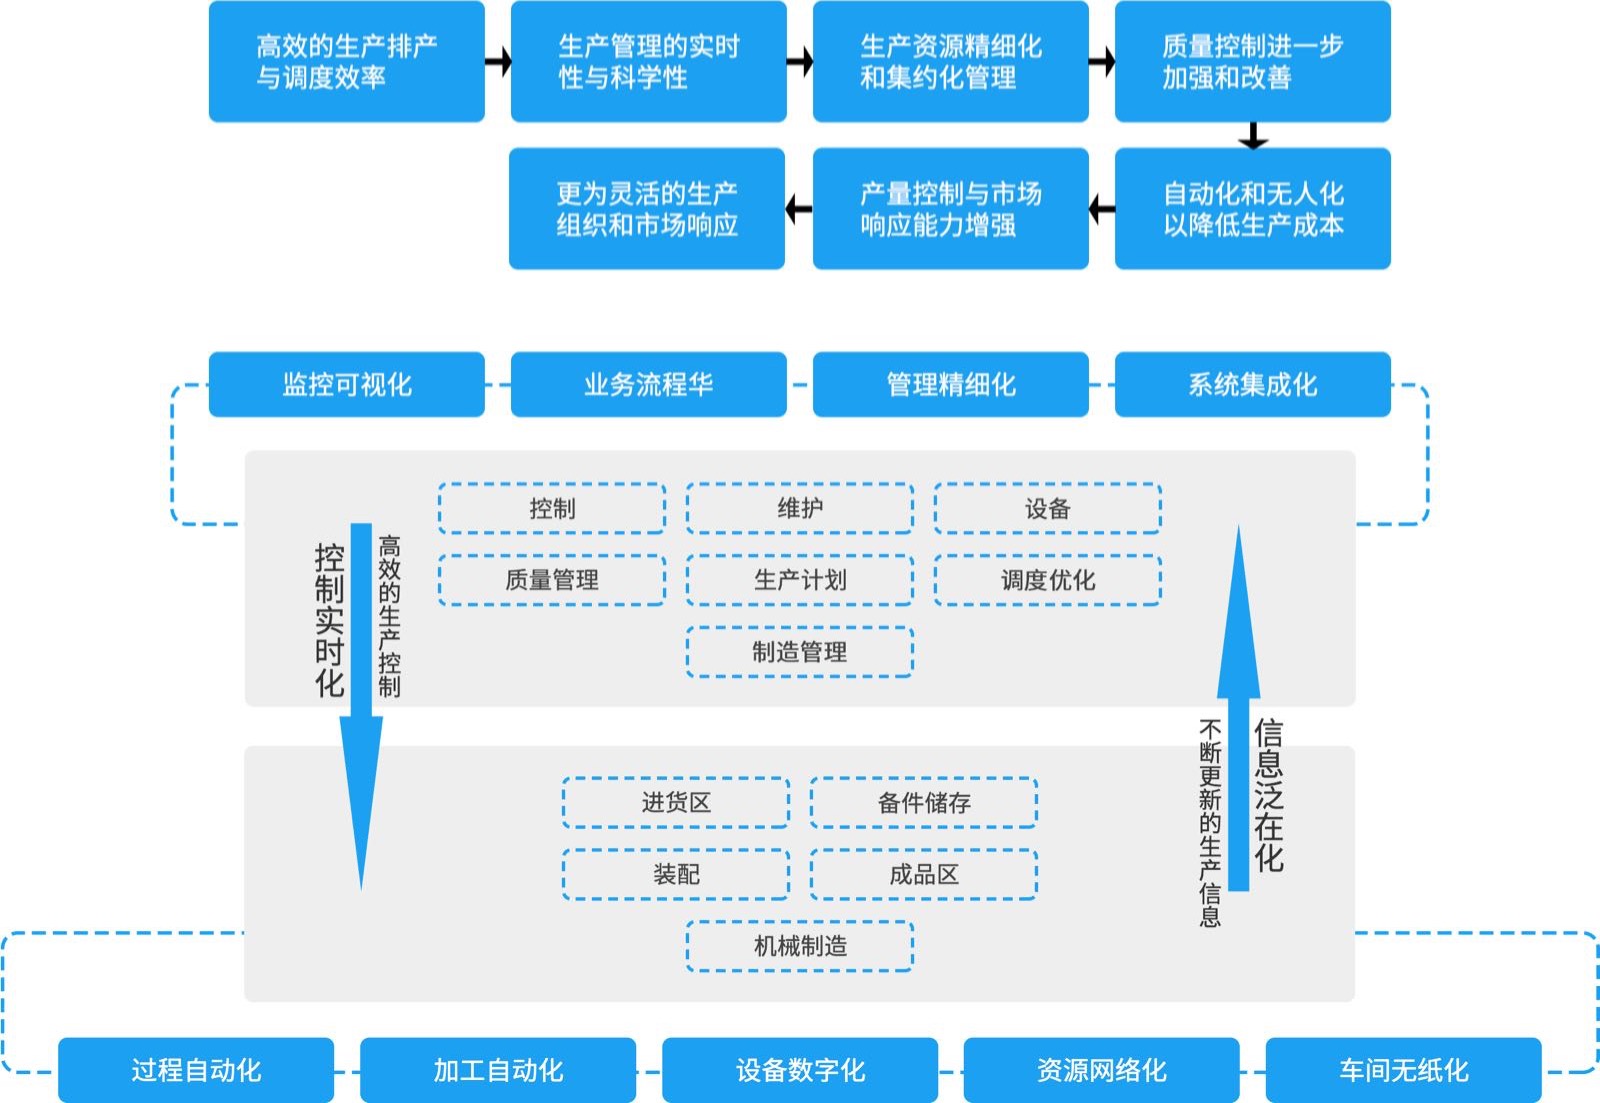 高效的生产排产
与调度效率
生产管理的实时
性与科学性
生产资源精细化
和集约化管理
质量控制进一步
加强和改善
更为灵活的生产
组织和市场响应
产量控制与市场
响应能力增强
自动化和无人化
以降低生产成本
监控可视化
业务流程华
管理精细化
系统集成化
控制
维护
设备
质量管理
生产计划
调度优化
制造管理
控制实时化
高效的生产控制
不断更新的生产信息
信息泛在化
进货区
备件储存
装配
成品区
机械制造
过程自动化
加工自动化
设备数字化
资源网络化
车间无纸化